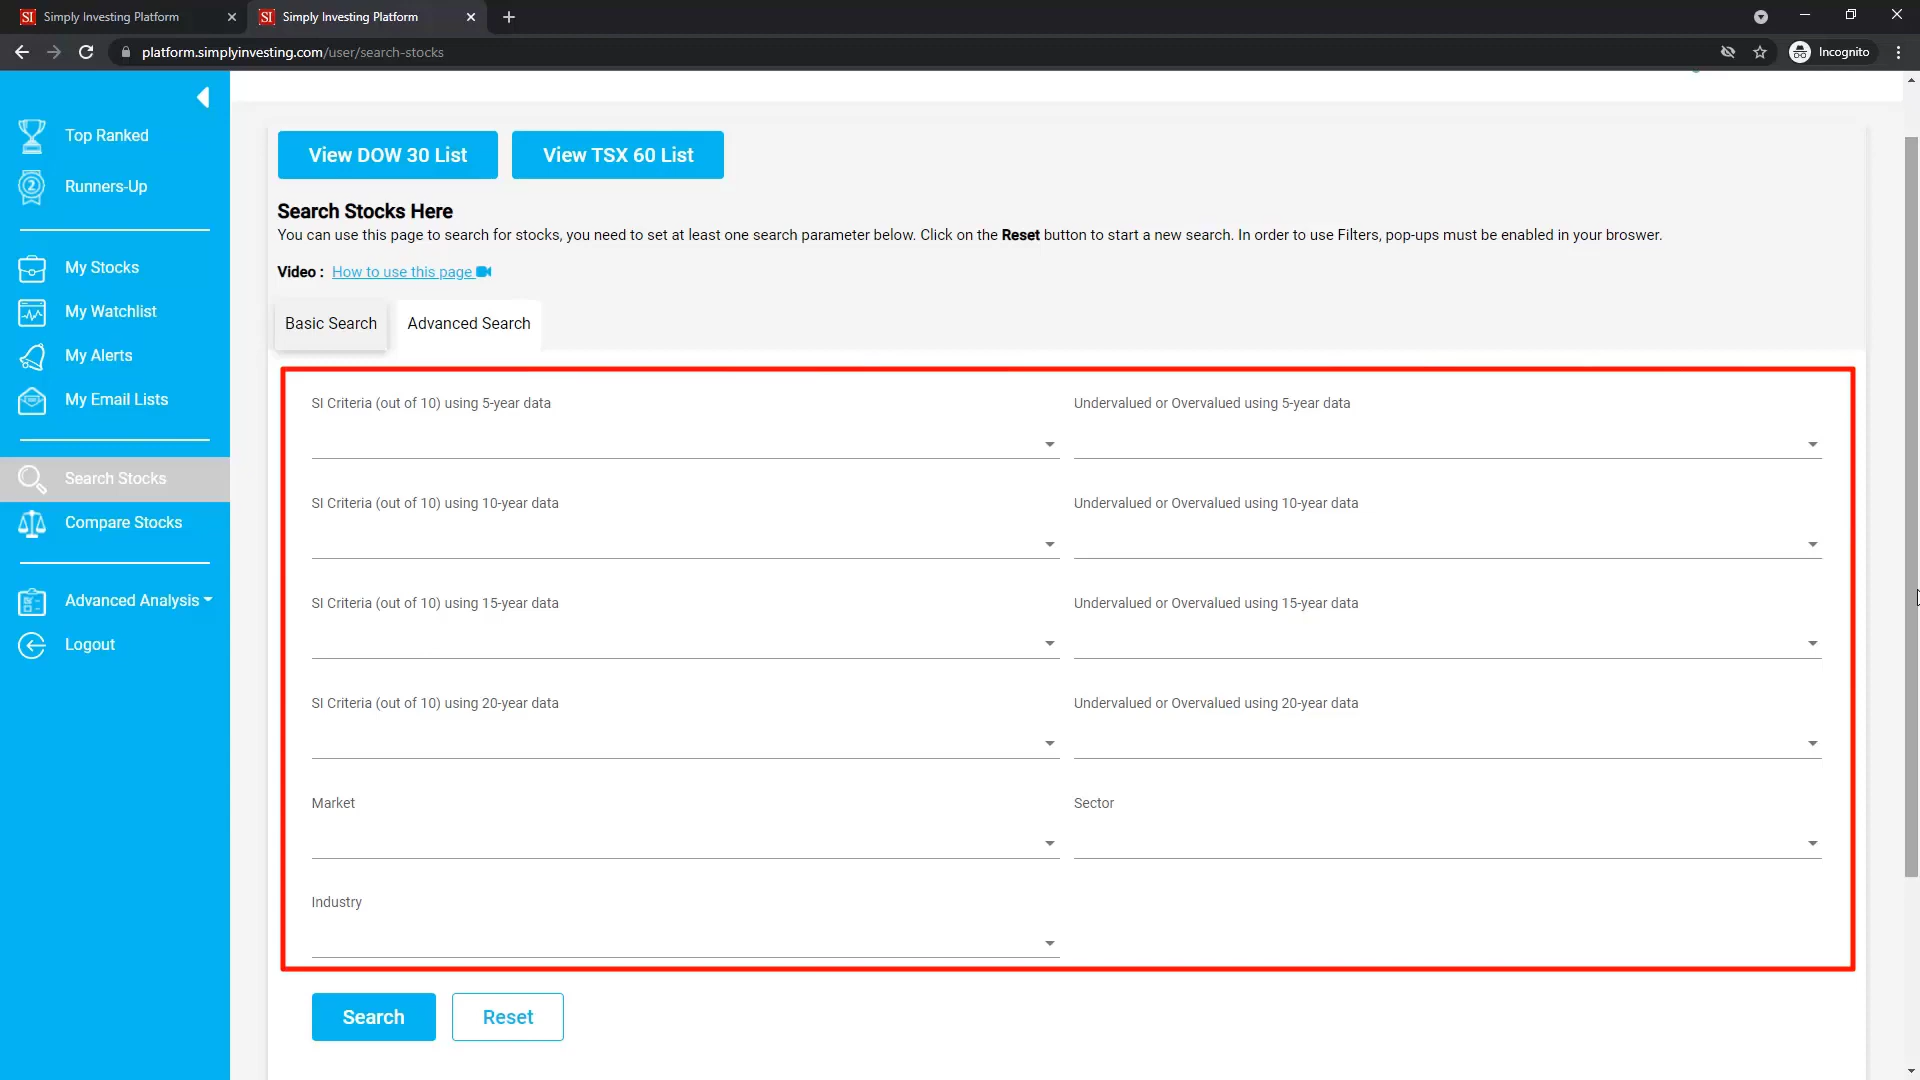 SI Simply Investing Platform
SI Simply Investing Platform
platform.simplyinvesting.com/user/search-stocks
Incognito
Top Ranked
2
Runners-Up
My Stocks
My Watchlist
My Alerts
My Email Lists
Search Stocks
Compare Stocks
Advanced Analysis
Logout
View DOW 30 List
View TSX 60 List
Search Stocks Here
You can use this page to search for stocks, you need to set at least one search parameter below. Click on the Reset button to start a new search. In order to use Filters, pop-ups must be enabled in your broswer.
Video : How to use this page
Basic Search
Advanced Search
SI Criteria (out of 10) using 5-year data
Undervalued or Overvalued using 5-year data
SI Criteria (out of 10) using 10-year data
Undervalued or Overvalued using 10-year data
SI Criteria (out of 10) using 15-year data
Undervalued or Overvalued using 15-year data
SI Criteria (out of 10) using 20-year data
Undervalued or Overvalued using 20-year data
Market
Sector
Industry
Search
Reset